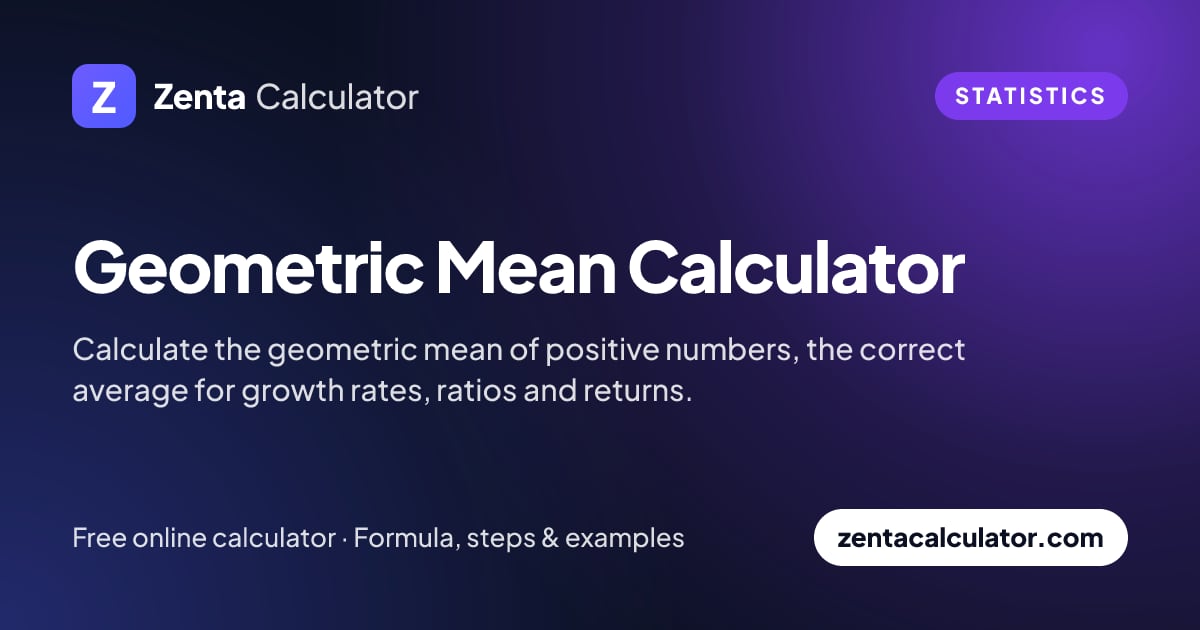 Z
Zenta Calculator
STATISTICS
Geometric Mean Calculator
Calculate the geometric mean of positive numbers, the correct
average for growth rates, ratios and returns.
Free online calculator · Formula, steps & examples
zentacalculator.com